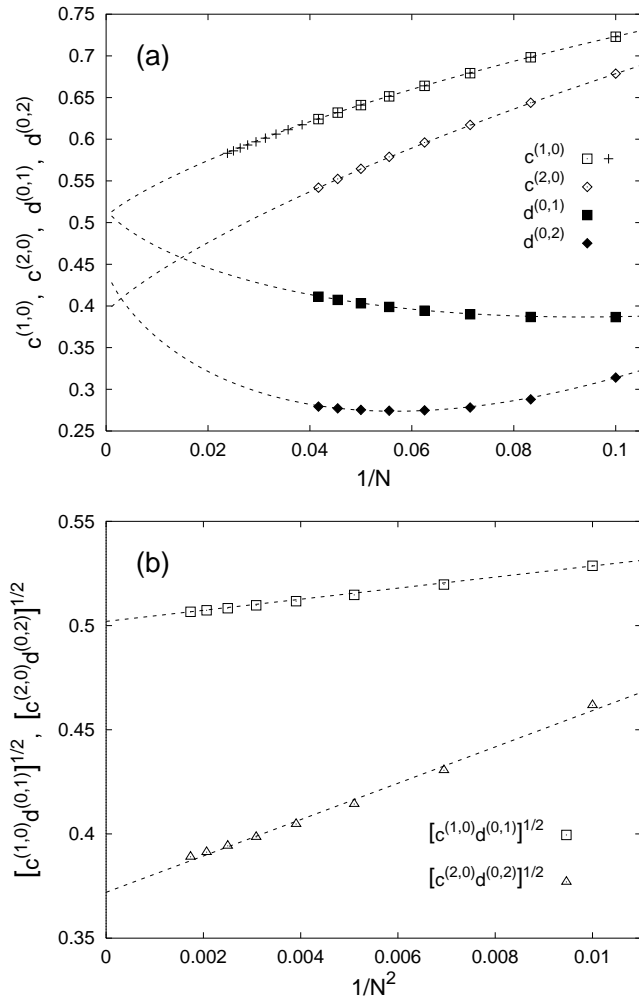 0.75
0.7
0.65
0.6
0.55
0.5
0.45
0.4
0.35
0.3
0.25
(a)
c^(1,0)
c^(2,0)
d^(0,1)
d^(0,2)
c^(1,0), c^(2,0), d^(0,1), d^(0,2)
0 0.02 0.04 0.06 0.08 0.1
1/N
0.55
0.5
0.45
0.4
0.35
(b)
[c^(1,0)d^(0,1)]^1/2
[c^(2,0)d^(0,2)]^1/2
[c^(1,0)d^(0,1)]^1/2 , [c^(2,0)d^(0,2)]^1/2
0 0.002 0.004 0.006 0.008 0.01
1/N^2